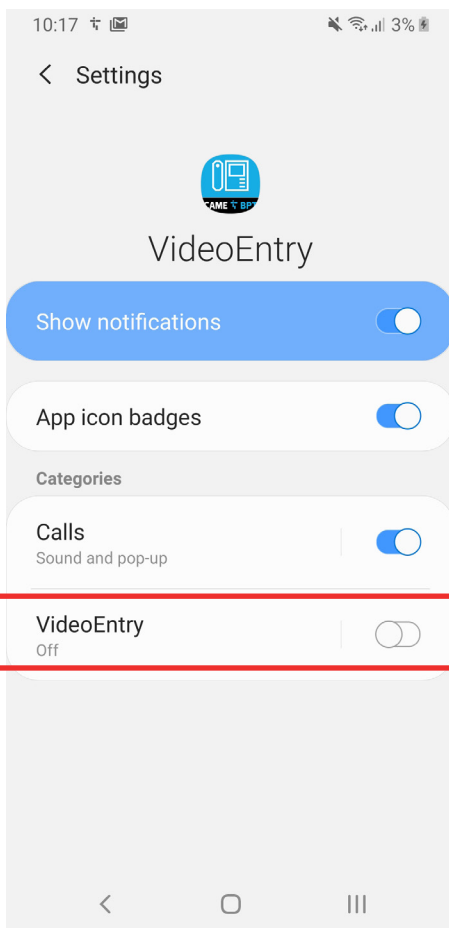 10:17
3%
Settings
CAME BPT
VideoEntry
Show notifications
App icon badges
Categories
Calls
Sound and pop-up
VideoEntry
Off